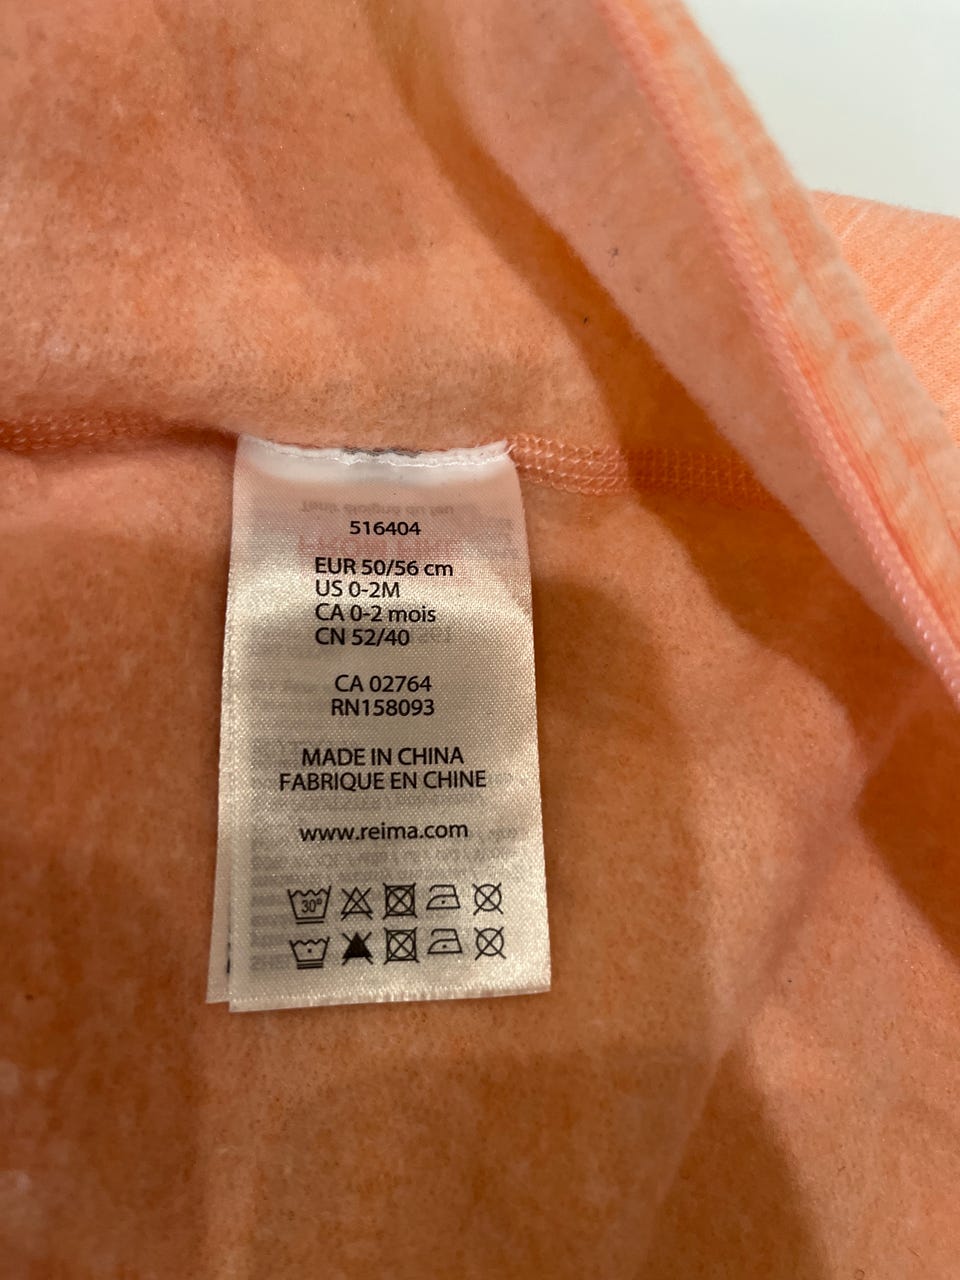 516404
EUR 50/56 cm
US 0-2M
CA 0-2 mois
CN 52/40
CA 02764
RN158093
MADE IN CHINA
FABRIQUE EN CHINE
www.reima.com
30°